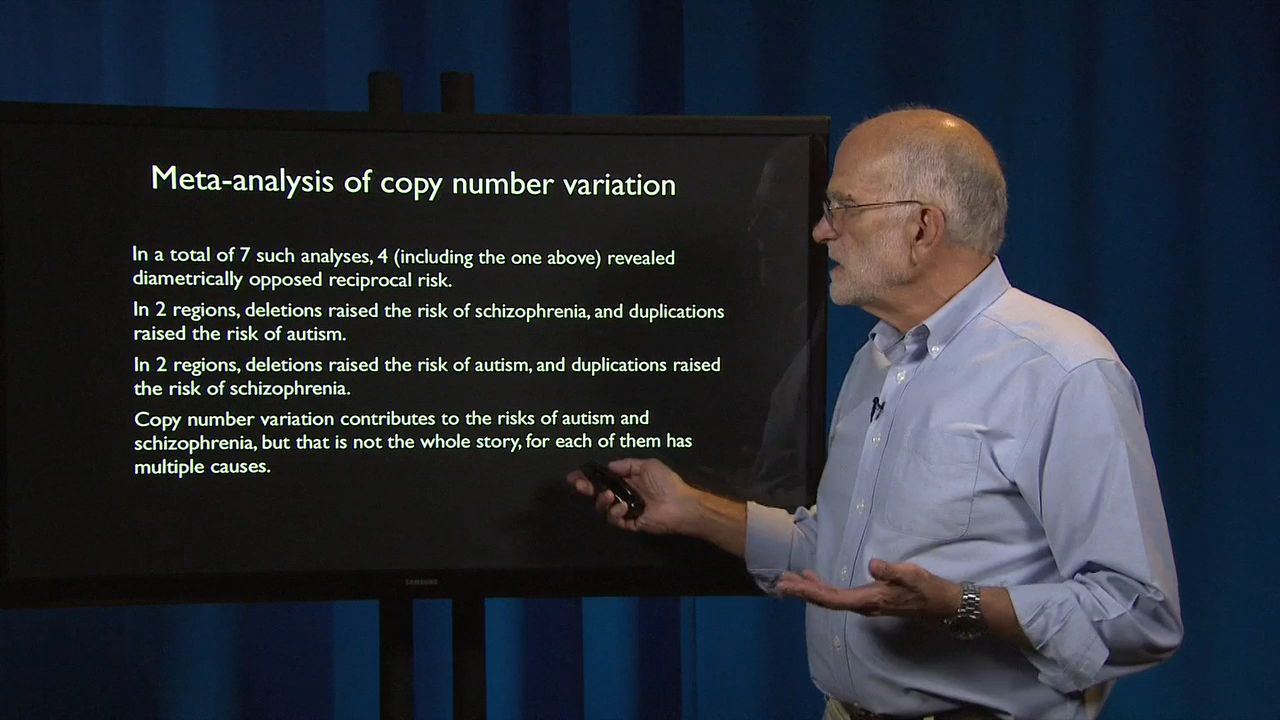 Meta-analysis of copy number variation
In a total of 7 such analyses, 4 (including the one above) revealed
diametrically opposed reciprocal risk.
In 2 regions, deletions raised the risk of schizophrenia, and duplications
raised the risk of autism.
In 2 regions, deletions raised the risk of autism, and duplications raised
the risk of schizophrenia.
Copy number variation contributes to the risks of autism and
schizophrenia, but that is not the whole story, for each of them has
multiple causes.
SAMSUNG